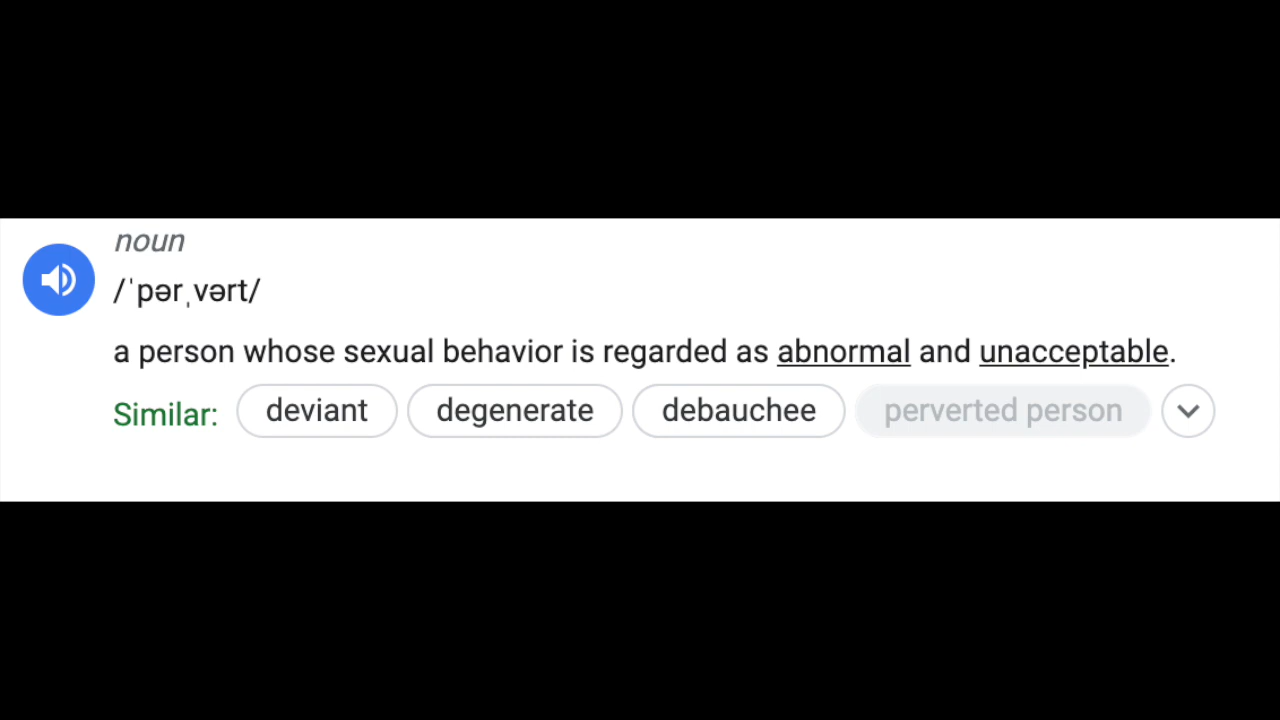 noun
/ˈpərˌvərt/
a person whose sexual behavior is regarded as abnormal and unacceptable.
Similar: deviant degenerate debauchee perverted person